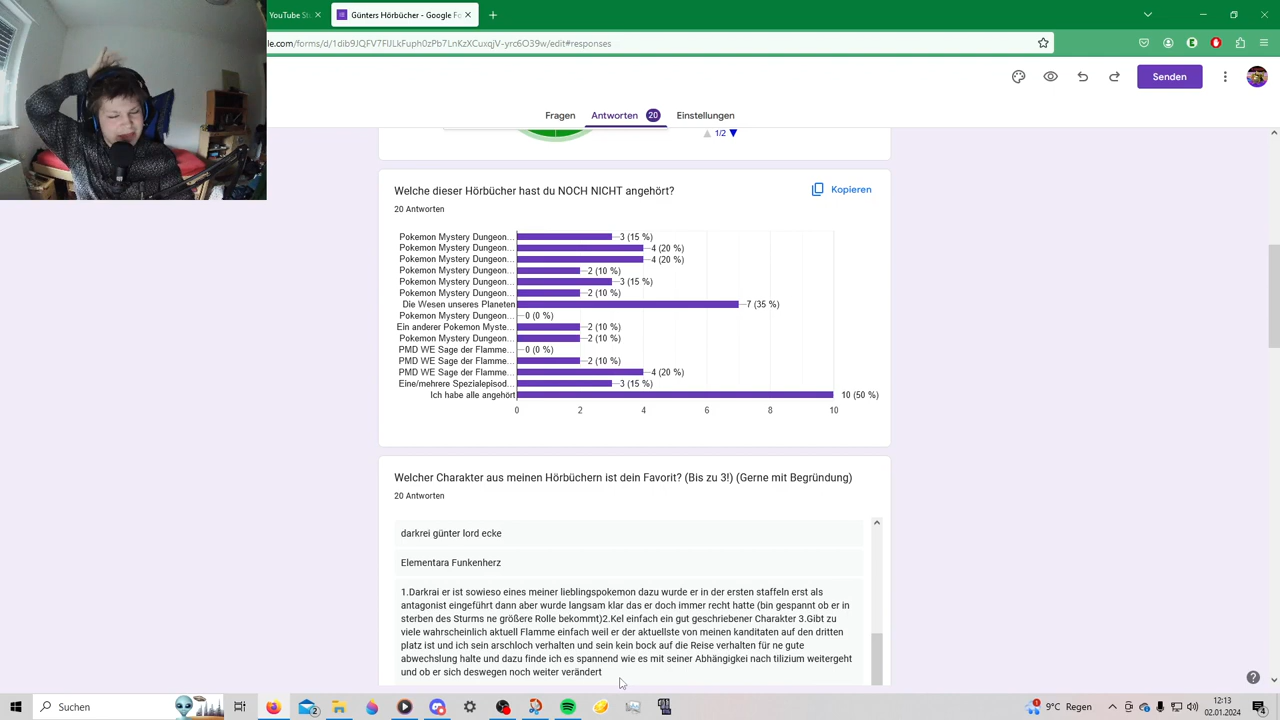 YouTube St
Günters Hörbücher - Google Fo
le.com/forms/d/1dib9JQFV7FlJLkFuph0zPb7LnKzXCuxqjV-yrc6O39w/edit#responses
Senden
Fragen Antworten 20 Einstellungen
1/2
Welche dieser Hörbücher hast du NOCH NICHT angehört?
Kopieren
20 Antworten
Pokemon Mystery Dungeon... 3 (15 %)
Pokemon Mystery Dungeon... 4 (20 %)
Pokemon Mystery Dungeon... 4 (20 %)
Pokemon Mystery Dungeon... 2 (10 %)
Pokemon Mystery Dungeon... 3 (15 %)
Pokemon Mystery Dungeon... 2 (10 %)
Die Wesen unseres Planeten 7 (35 %)
Pokemon Mystery Dungeon... 0 (0 %)
Ein anderer Pokemon Myste... 2 (10 %)
Pokemon Mystery Dungeon... 2 (10 %)
PMD WE Sage der Flamme... 0 (0 %)
PMD WE Sage der Flamme... 2 (10 %)
PMD WE Sage der Flamme... 4 (20 %)
Eine/mehrere Spezialepisod... 3 (15 %)
Ich habe alle angehört 10 (50 %)
0 2 4 6 8 10
Welcher Charakter aus meinen Hörbüchern ist dein Favorit? (Bis zu 3!) (Gerne mit Begründung)
20 Antworten
darkrei günter lord ecke
Elementara Funkenherz
1.Darkrai er ist sowieso eines meiner lieblingspokemon dazu wurde er in der ersten staffeln erst als
antagonist eingeführt dann aber wurde langsam klar das er doch immer recht hatte (bin gespannt ob er in
sterben des Sturms ne größere Rolle bekommt)2.Kel einfach ein gut geschriebener Charakter 3.Gibt zu
viele wahrscheinlich aktuell Flamme einfach weil er der aktuellste von meinen kanditaten auf den dritten
platz ist und ich sein arschloch verhalten und sein kein bock auf die Reise verhalten für ne gute
abwechslung halte und dazu finde ich es spannend wie es mit seiner Abhängigkei nach tilizium weitergeht
und ob er sich deswegen noch weiter verändert
Suchen
2
9°C Regen
12:13
02.01.2024
4